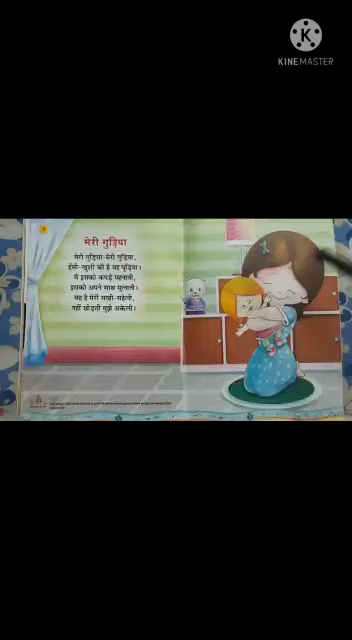 KINEMASTER
मेरी गुड़िया
मेरी गुड़िया-मेरी गुड़िया,
हँसी-खुशी की है यह पुड़िया।
मैं इसको कपड़े पहनाती,
इसको अपने साथ सुलाती।
यह है मेरी सखी-सहेली,
नहीं छोड़ती मुझे अकेली।